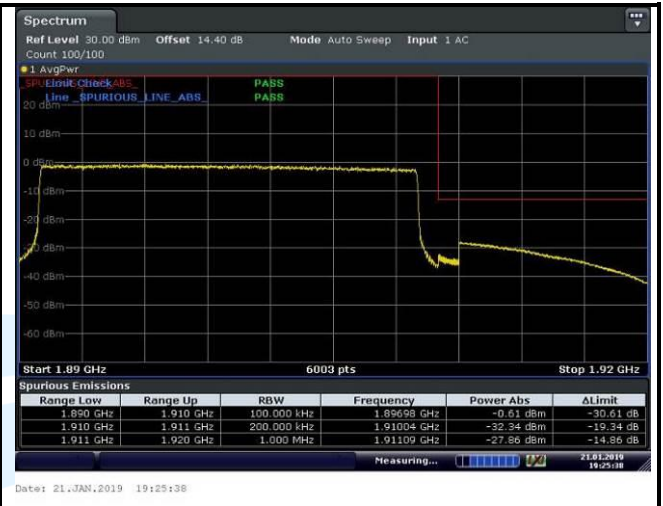 Spectrum
Ref Level 30.00 dBm Offset 14.40 dB Mode Auto Sweep Input 1 AC
Count 100/100
1 AvgPwr
Limit Check PASS
Line _SPURIOUS_LINE_ABS_ PASS
20 dBm
10 dBm
0 dBm
-10 dBm
-20 dBm
-30 dBm
-40 dBm
-50 dBm
-60 dBm
Start 1.89 GHz 6003 pts Stop 1.92 GHz
Spurious Emissions
Range Low Range Up RBW Frequency Power Abs ΔLimit
1.890 GHz 1.910 GHz 100.000 kHz 1.89698 GHz -0.61 dBm -30.61 dB
1.910 GHz 1.911 GHz 200.000 kHz 1.91004 GHz -32.34 dBm -19.34 dB
1.911 GHz 1.920 GHz 1.000 MHz 1.91109 GHz -27.86 dBm -14.86 dB
Measuring... 21.01.2019
19:25:38
Date: 21.JAN.2019 19:25:38